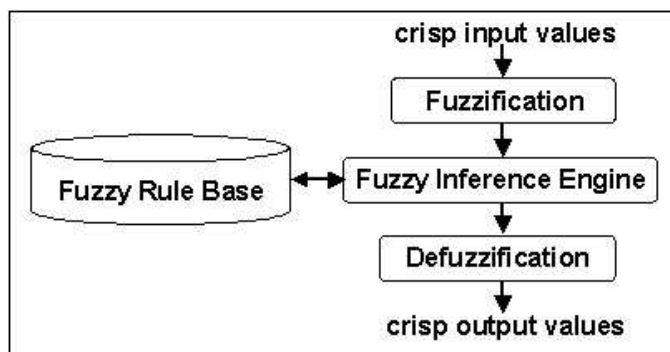 crisp input values
Fuzzification
Fuzzy Rule Base
Fuzzy Inference Engine
Defuzzification
crisp output values